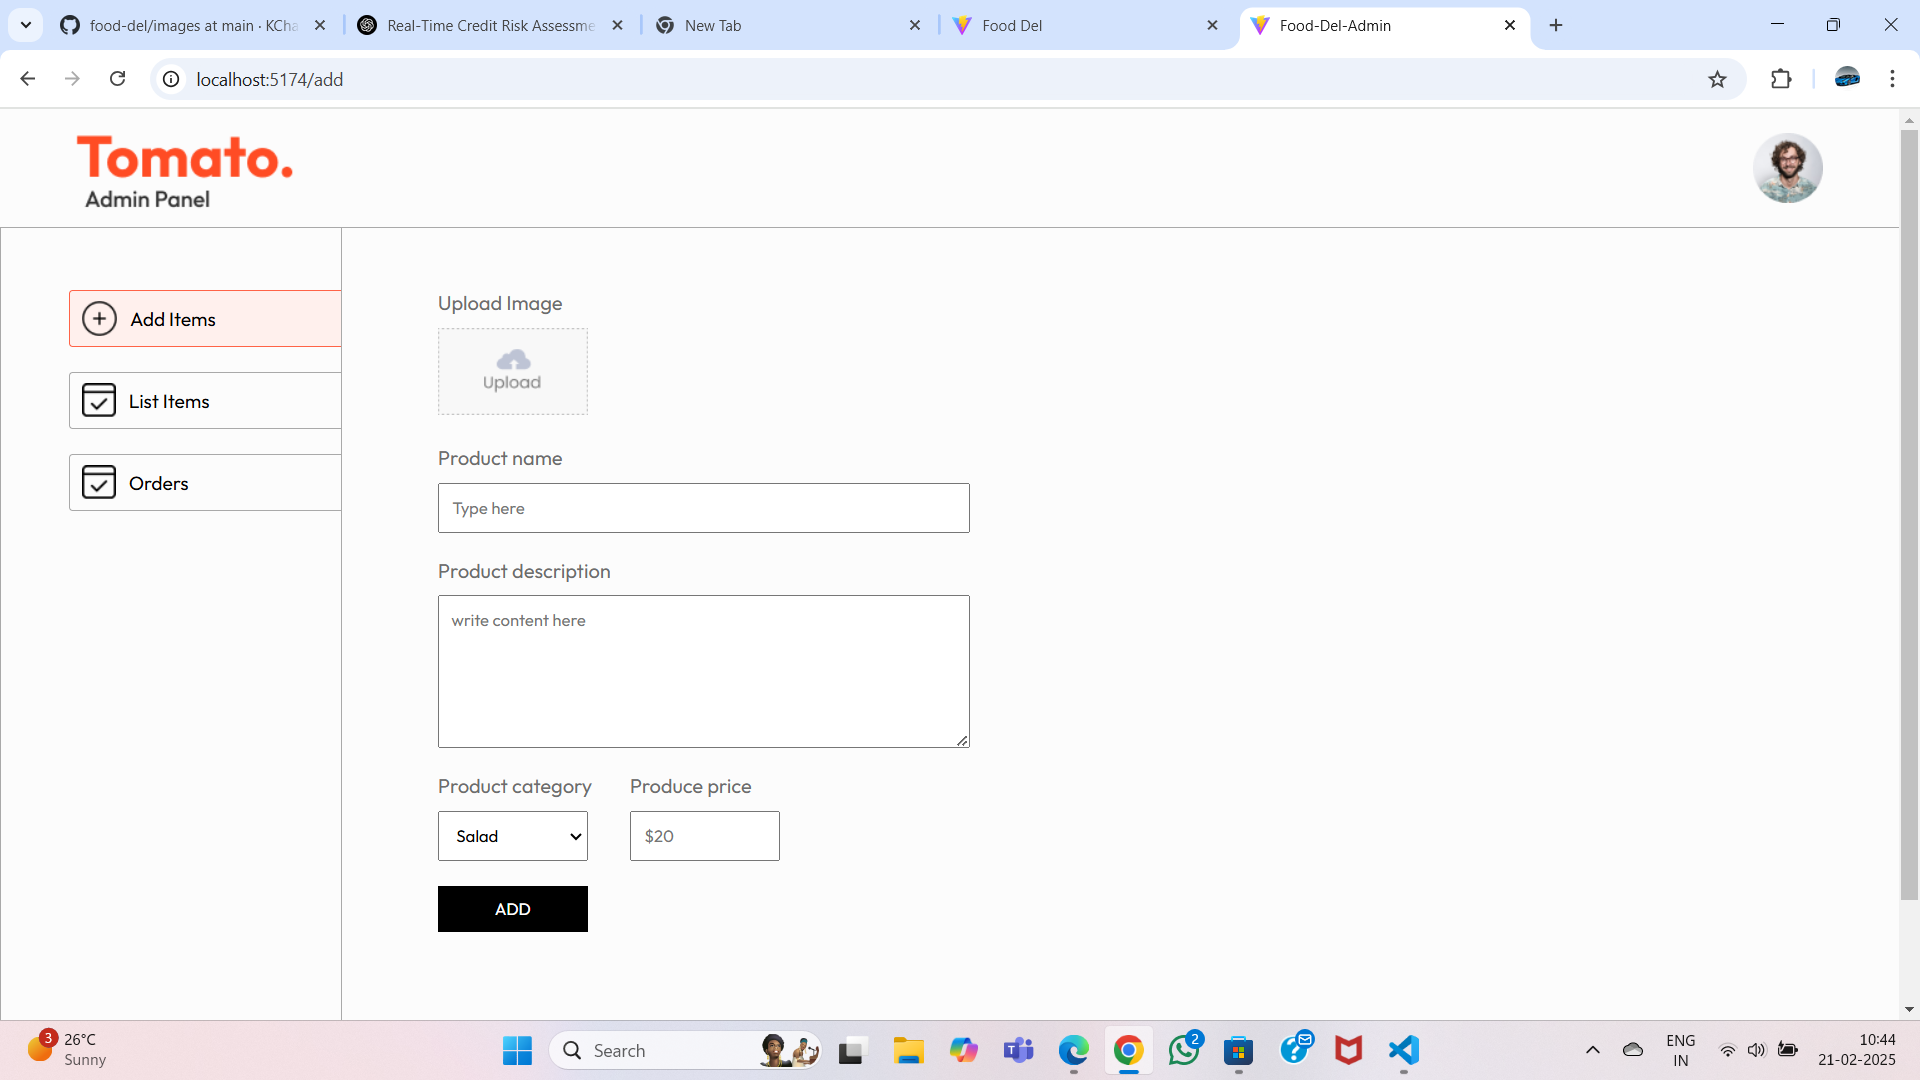 food-del/images at main · KCha
Real-Time Credit Risk Assessme
New Tab
Food Del
Food-Del-Admin
localhost:5174/add
Tomato.
Admin Panel
Add Items
List Items
Orders
Upload Image
Upload
Product name
Type here
Product description
write content here
Product category
Produce price
Salad
$20
ADD
3
26°C
Sunny
Search
2
ENG
IN
10:44
21-02-2025